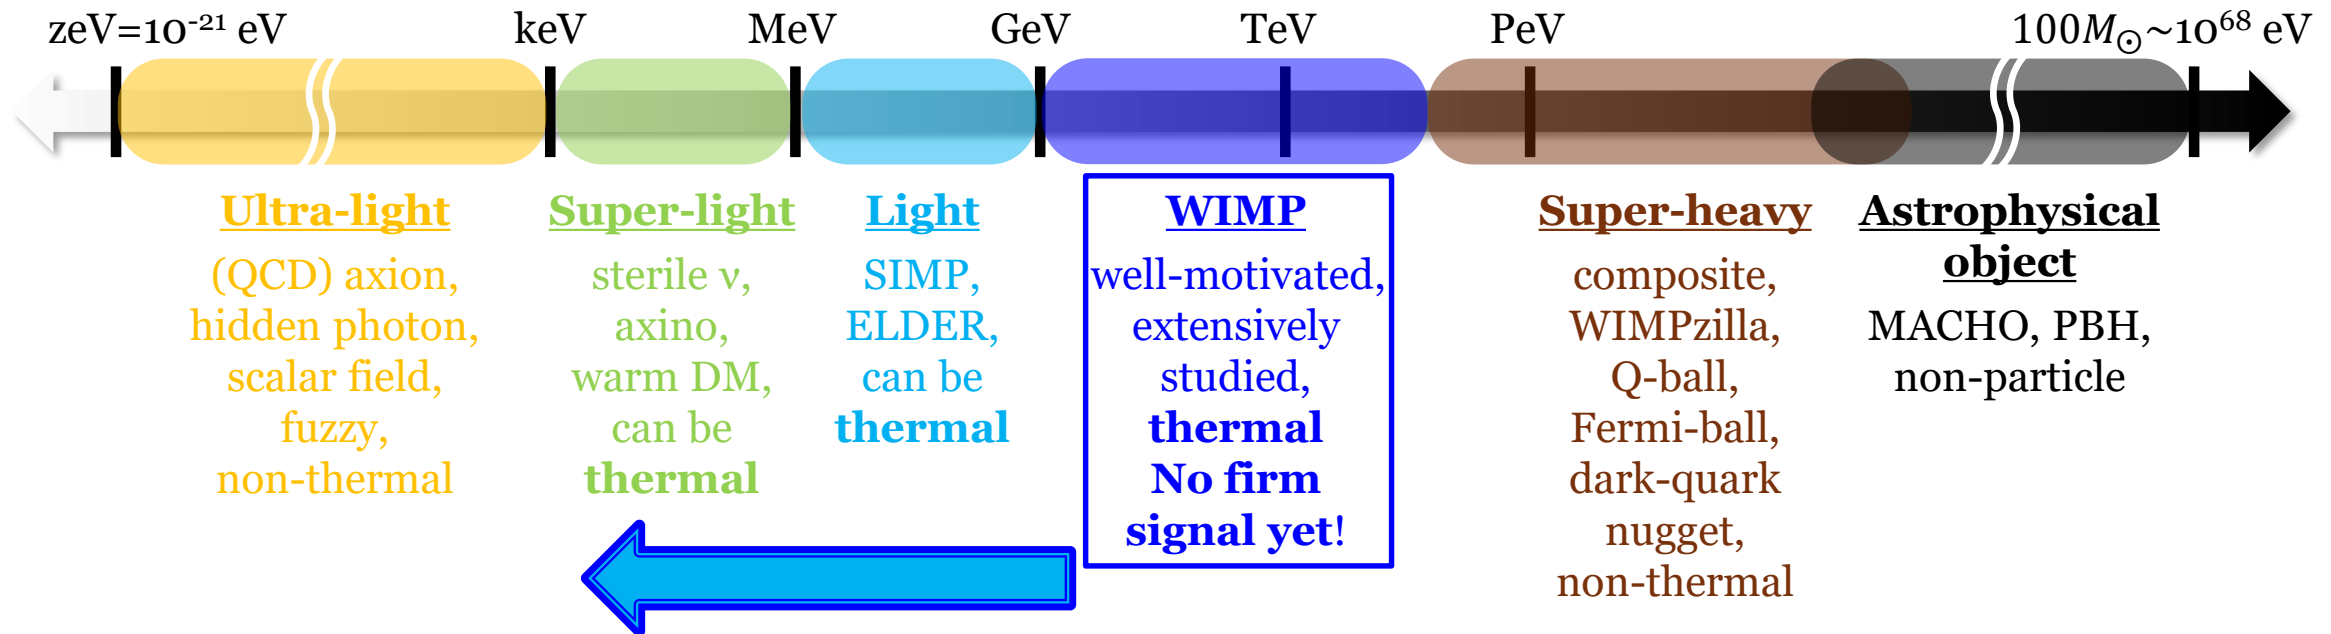 zeV=10⁻²¹ eV keV MeV GeV TeV PeV 100M☉~10⁶⁸ eV
Ultra-light
(QCD) axion,
hidden photon,
scalar field,
fuzzy,
non-thermal
Super-light
sterile ν,
axino,
warm DM,
can be
thermal
Light
SIMP,
ELDER,
can be
thermal
WIMP
well-motivated,
extensively
studied,
thermal
No firm
signal yet!
Super-heavy
composite,
WIMPzilla,
Q-ball,
Fermi-ball,
dark-quark
nugget,
non-thermal
Astrophysical
object
MACHO, PBH,
non-particle